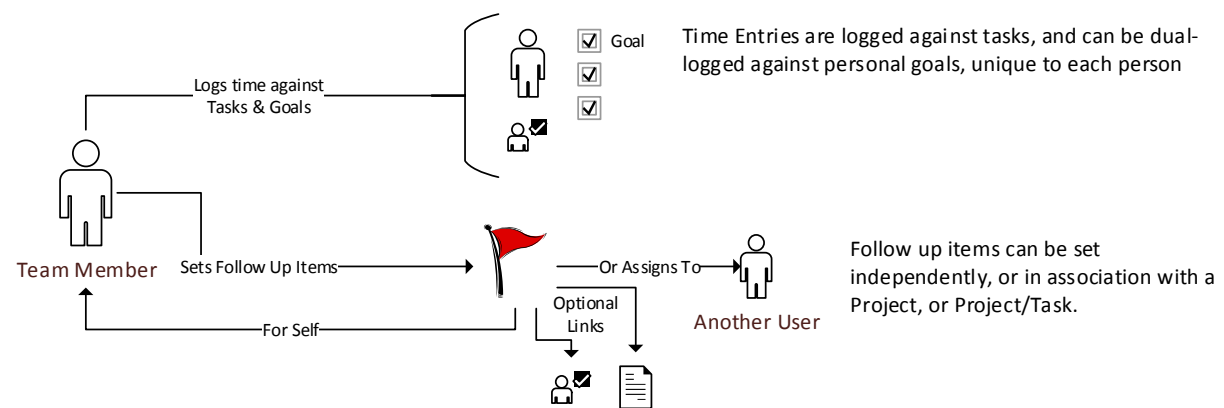 Goal
Time Entries are logged against tasks, and can be dual-
logged against personal goals, unique to each person
Logs time against
Tasks & Goals
Team Member
Sets Follow Up Items
Or Assigns To
Another User
Follow up items can be set
independently, or in association with a
Project, or Project/Task.
Optional
Links
For Self